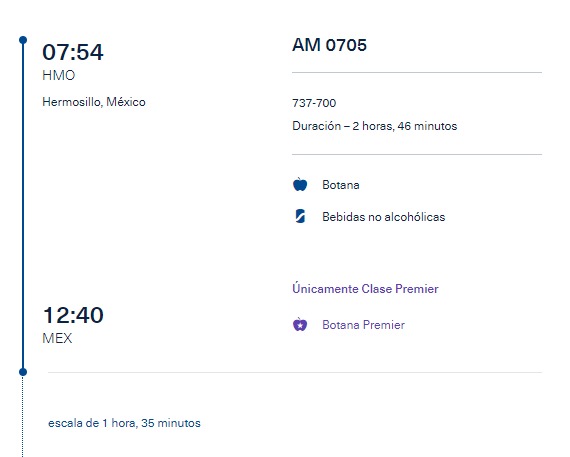 07:54
HMO
Hermosillo, México
AM 0705
737-700
Duración – 2 horas, 46 minutos
Botana
Bebidas no alcohólicas
Únicamente Clase Premier
Botana Premier
12:40
MEX
escala de 1 hora, 35 minutos